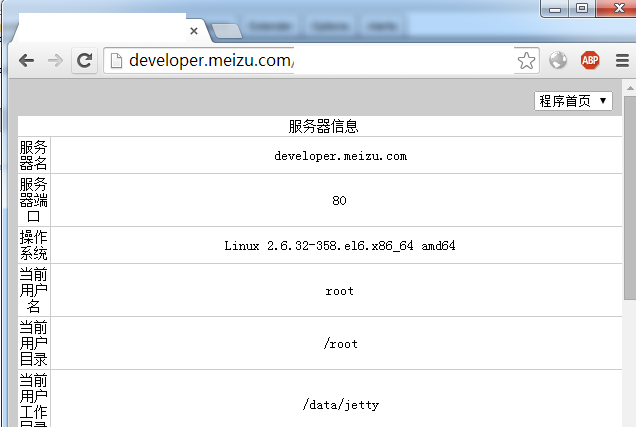 Extender Options
developer.meizu.com/
ABP
程序首页
服务器信息
服务
器名
developer.meizu.com
服务
器端
口
80
操作
系统
Linux 2.6.32-358.el6.x86_64 amd64
当前
用户
名
root
当前
用户
目录
/root
当前
用户
工作
目录
/data/jetty